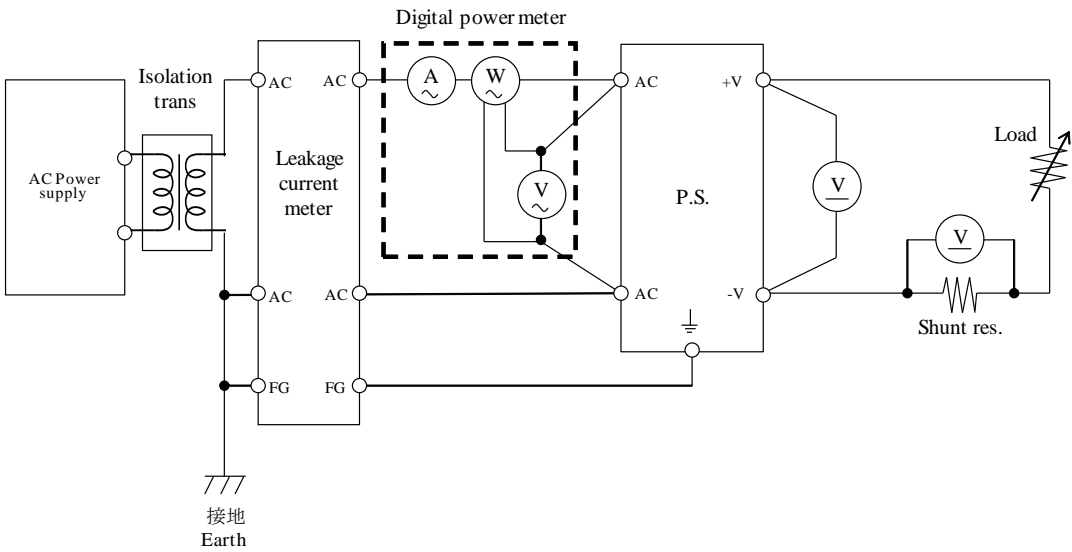 Digital power meter
Isolation
trans
AC Power
supply
AC
AC
Leakage
current
meter
AC
AC
FG
FG
A
W
V
AC
AC
P.S.
+V
-V
V
Load
V
Shunt res.
接地
Earth